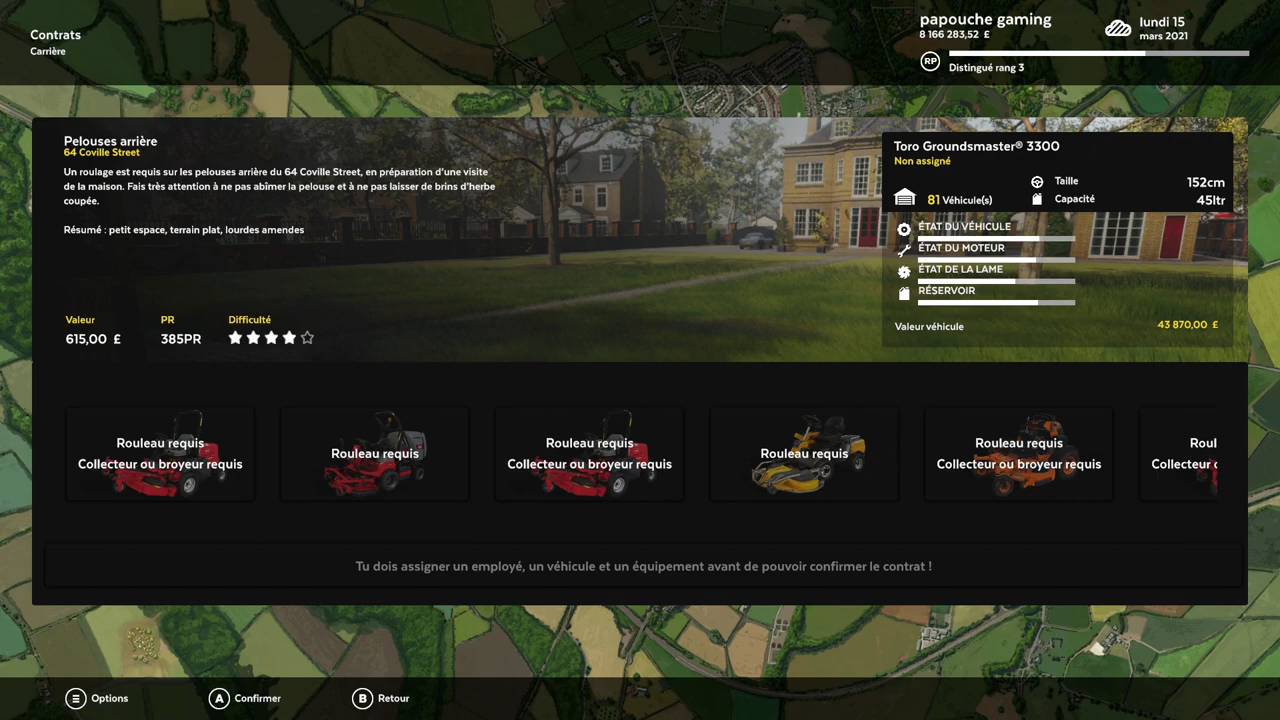 Contrats
Carrière
papouche gaming
8 166 283,52 £
lundi 15
mars 2021
RP
Distingué rang 3
Pelouses arrière
64 Coville Street
Un roulage est requis sur les pelouses arrière du 64 Coville Street, en préparation d'une visite
de la maison. Fais très attention à ne pas abîmer la pelouse et à ne pas laisser de brins d'herbe
coupée.
Résumé : petit espace, terrain plat, lourdes amendes
Valeur
PR
Difficulté
615,00 £
385PR
Toro Groundsmaster® 3300
Non assigné
81 Véhicule(s)
Taille
152cm
Capacité
45ltr
ÉTAT DU VÉHICULE
ÉTAT DU MOTEUR
ÉTAT DE LA LAME
RÉSERVOIR
Valeur véhicule
43 870,00 £
Rouleau requis
Collecteur ou broyeur requis
Rouleau requis
Rouleau requis
Collecteur ou broyeur requis
Rouleau requis
Rouleau requis
Collecteur ou broyeur requis
Roul
Collecteur c
Tu dois assigner un employé, un véhicule et un équipement avant de pouvoir confirmer le contrat !
Options
A Confirmer
B Retour